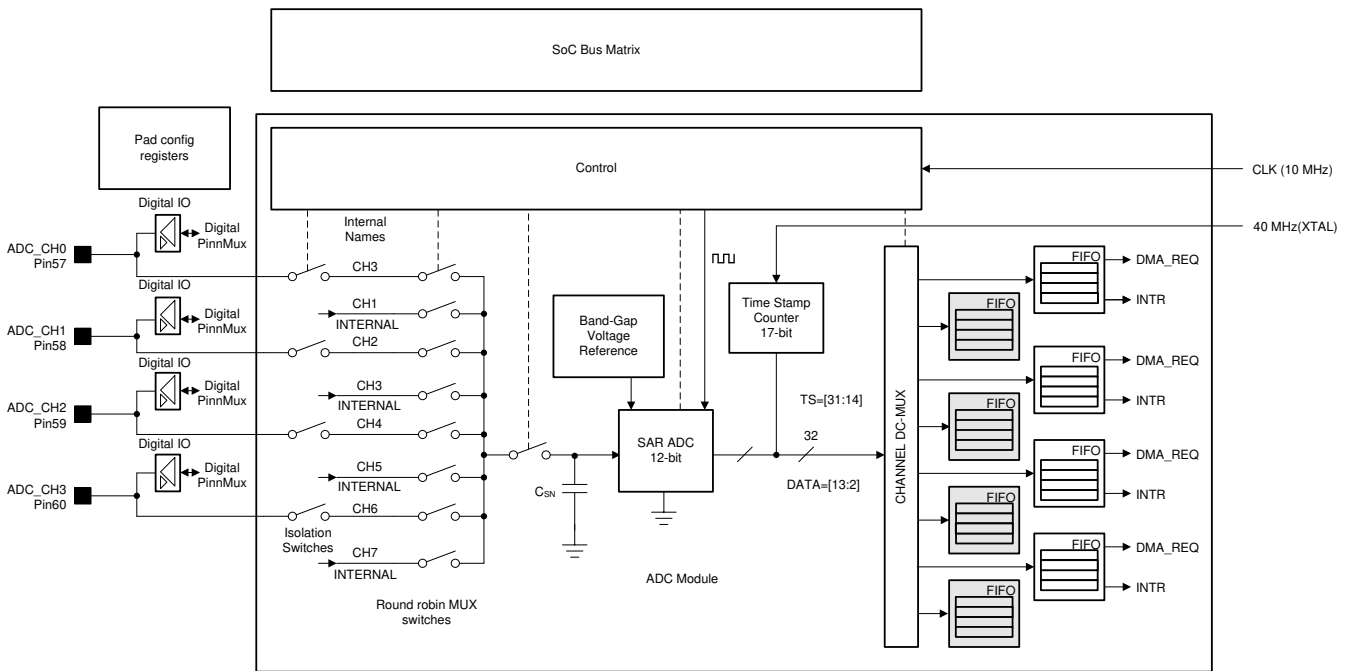 SoC Bus Matrix
Pad config
registers
Control
CLK (10 MHz)
Digital IO
Digital
PinnMux
ADC_CH0
Pin57
Internal
Names
CH3
40 MHz(XTAL)
Digital IO
Digital
PinnMux
ADC_CH1
Pin58
CH1
INTERNAL
CH2
Digital IO
Digital
PinnMux
ADC_CH2
Pin59
CH3
INTERNAL
CH4
Digital IO
Digital
PinnMux
ADC_CH3
Pin60
CH5
INTERNAL
CH6
Isolation
Switches
CH7
INTERNAL
Round robin MUX
switches
Band-Gap
Voltage
Reference
Time Stamp
Counter
17-bit
SAR ADC
12-bit
CSN
TS=[31:14]
32
DATA=[13:2]
ADC Module
CHANNEL DC-MUX
FIFO
DMA_REQ
INTR
FIFO
FIFO
DMA_REQ
INTR
FIFO
FIFO
DMA_REQ
INTR
FIFO
FIFO
DMA_REQ
INTR
FIFO